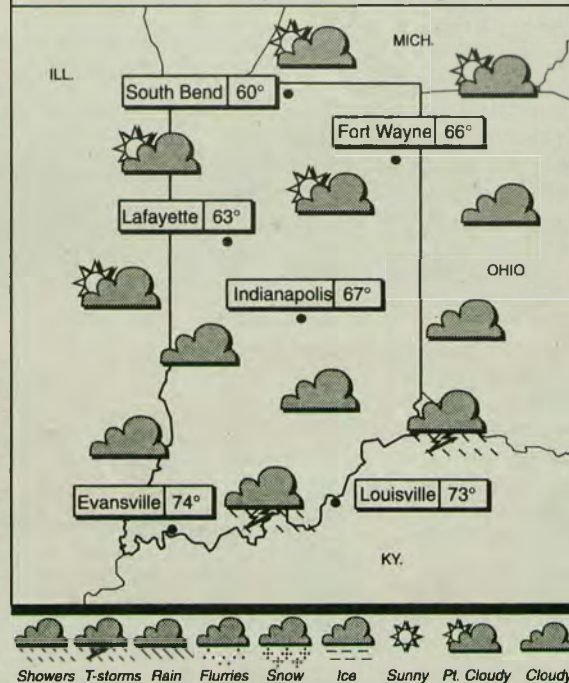 MICH.
ILL.
South Bend 60°
Fort Wayne 66°
Lafayette 63°
OHIO
Indianapolis 67°
Evansville 74°
Louisville 73°
KY.
Showers T-storms Rain Flurries Snow Ice Sunny Pt. Cloudy Cloudy